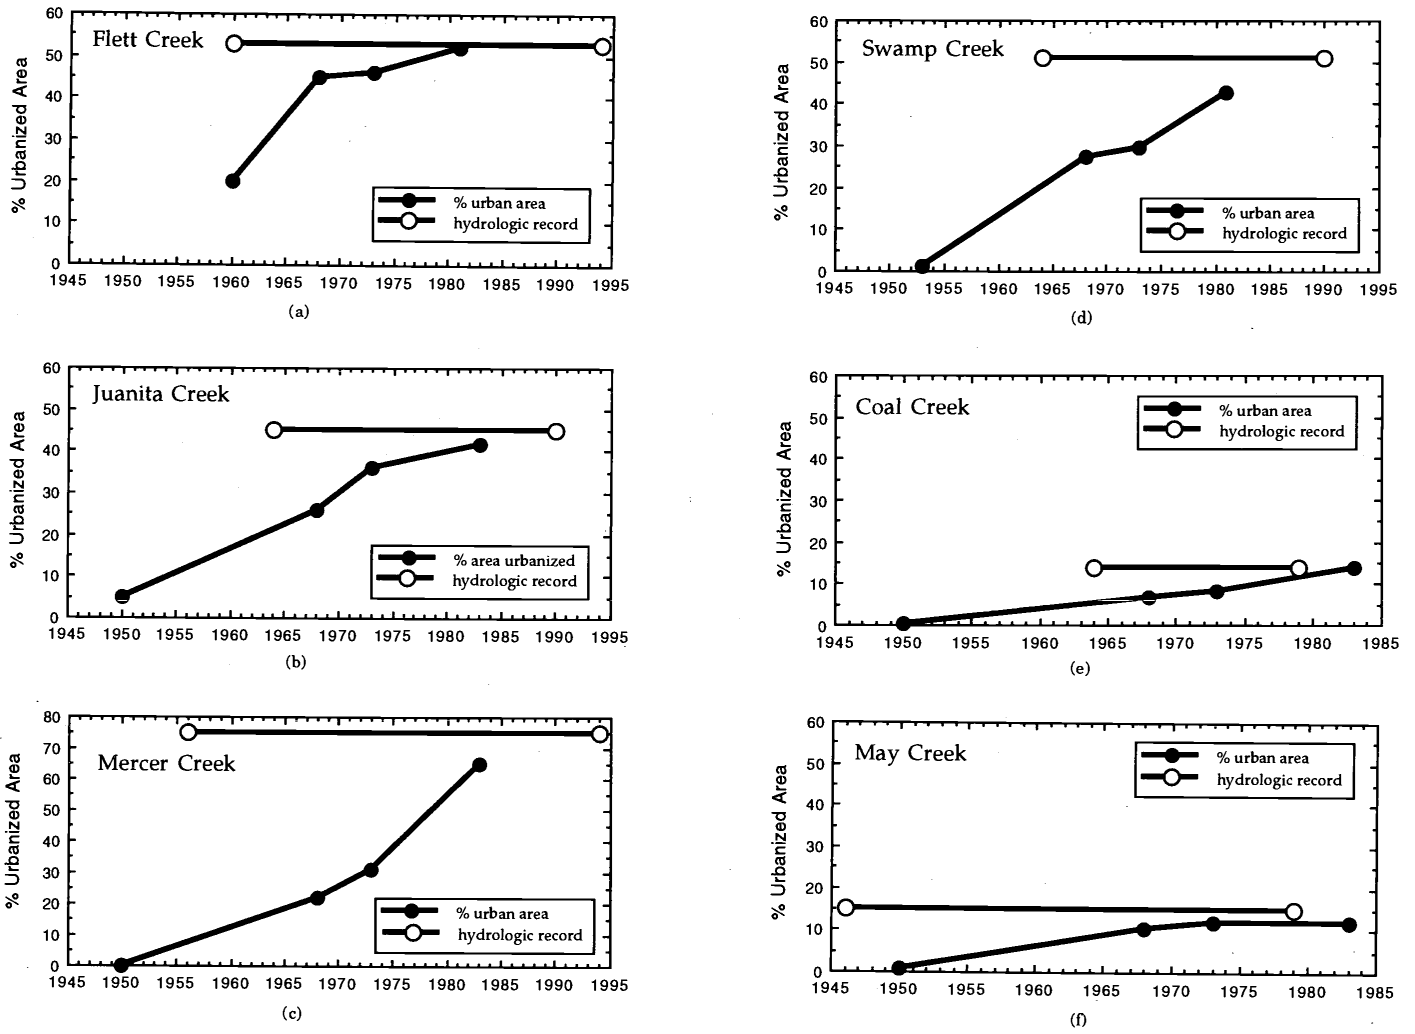 Flett Creek
% Urbanized Area
60
50
40
30
20
10
0
% urban area
hydrologic record
1945 1950 1955 1960 1965 1970 1975 1980 1985 1990 1995
(a)
Juanita Creek
% Urbanized Area
60
50
40
30
20
10
0
% area urbanized
hydrologic record
1945 1950 1955 1960 1965 1970 1975 1980 1985 1990 1995
(b)
Mercer Creek
% Urbanized Area
80
70
60
50
40
30
20
10
0
% urban area
hydrologic record
1945 1950 1955 1960 1965 1970 1975 1980 1985 1990 1995
(c)
Swamp Creek
% Urbanized Area
60
50
40
30
20
10
0
% urban area
hydrologic record
1945 1950 1955 1960 1965 1970 1975 1980 1985 1990 1995
(d)
Coal Creek
% Urbanized Area
60
50
40
30
20
10
0
% urban area
hydrologic record
1945 1950 1955 1960 1965 1970 1975 1980 1985
(e)
May Creek
% Urbanized Area
60
50
40
30
20
10
0
% urban area
hydrologic record
1945 1950 1955 1960 1965 1970 1975 1980 1985
(f)